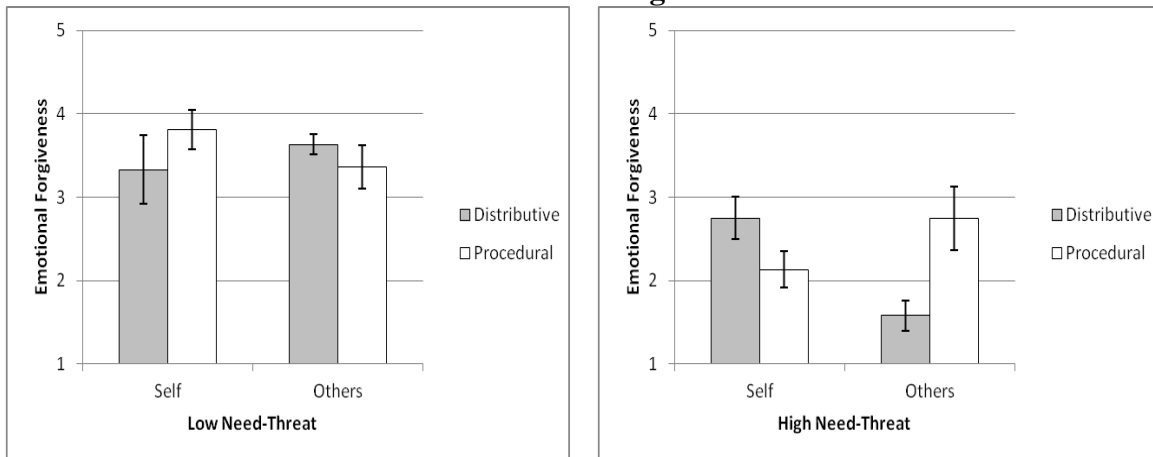 5
4
3
2
1
Emotional Forgiveness
Self
Others
Low Need-Threat
Distributive
Procedural
5
4
3
2
1
Emotional Forgiveness
Self
Others
High Need-Threat
Distributive
Procedural